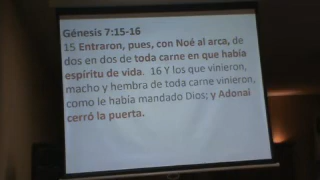 Génesis 7:15-16
15 Entraron, pues, con Noé al arca, de
dos en dos de toda carne en que había
espíritu de vida.  16 Y los que vinieron,
macho y hembra de toda carne vinieron,
como le había mandado Dios; y Adonai
cerró la puerta.